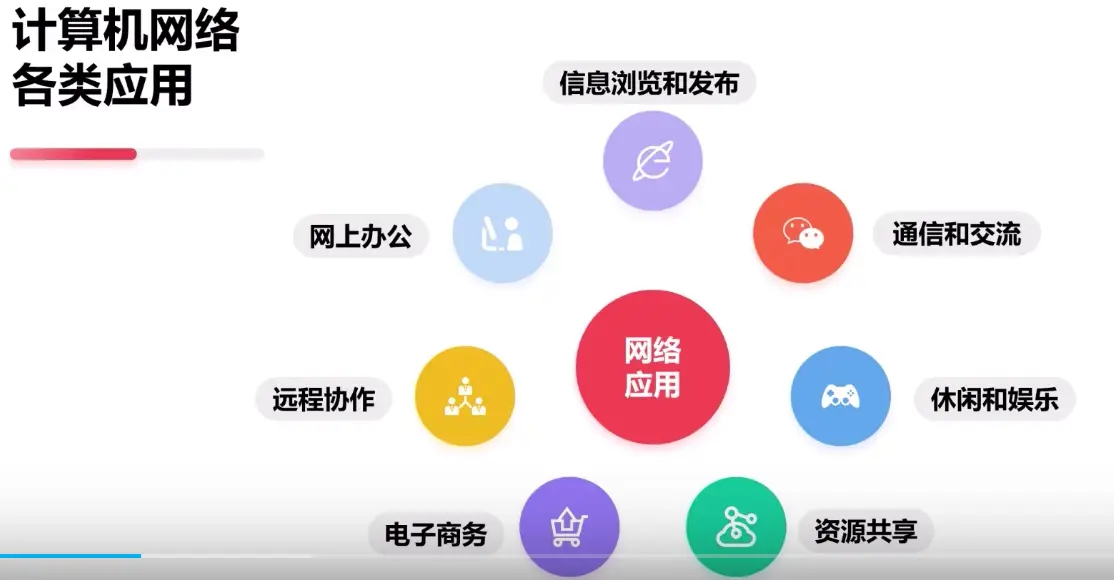 计算机网络
各类应用
信息浏览和发布
网上办公
通信和交流
网络
应用
远程协作
休闲和娱乐
电子商务
资源共享